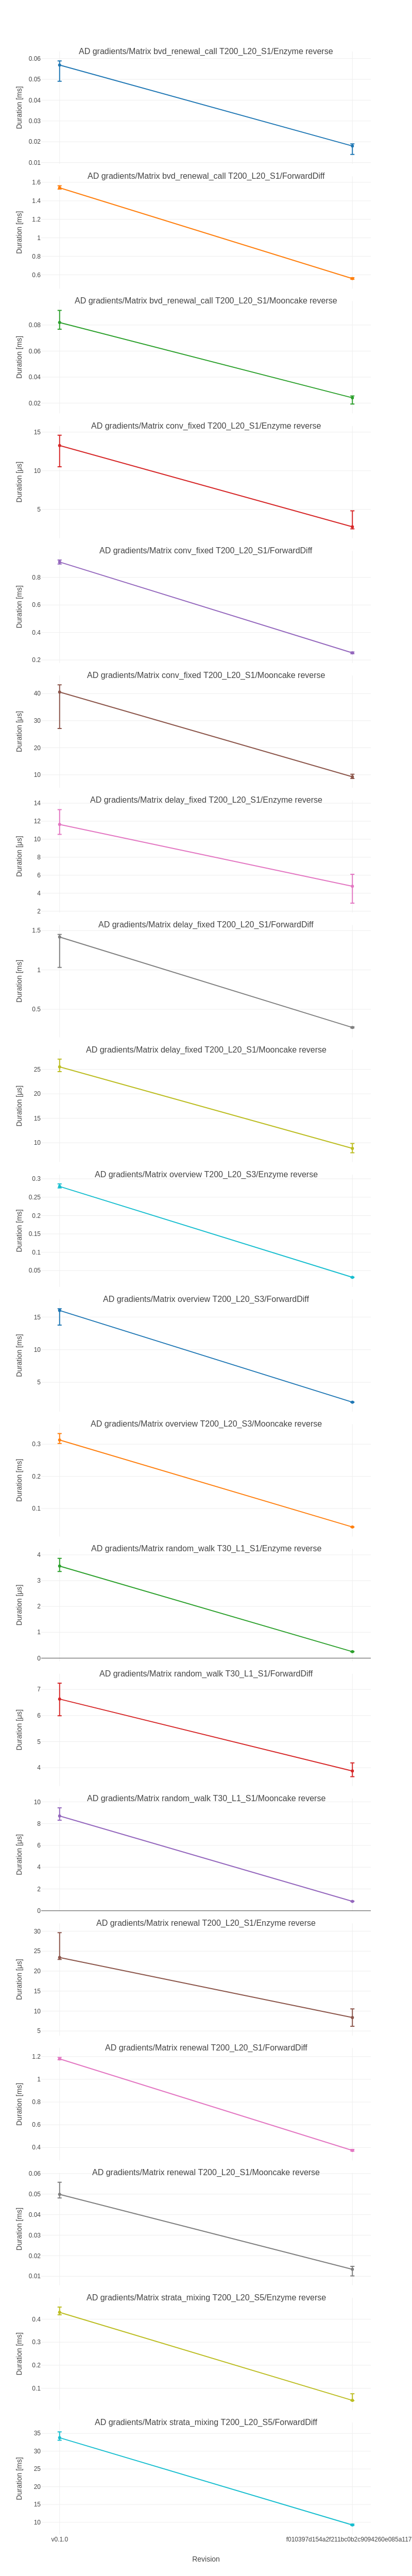 AD gradients/Matrix bvd_renewal_call T200_L20_S1/Enzyme reverse
0.06
0.05
0.04
0.03
0.02
0.01
Duration [ms]
AD gradients/Matrix bvd_renewal_call T200_L20_S1/ForwardDiff
1.6
1.4
1.2
1
0.8
0.6
Duration [ms]
AD gradients/Matrix bvd_renewal_call T200_L20_S1/Mooncake reverse
0.08
0.06
0.04
0.02
Duration [ms]
AD gradients/Matrix conv_fixed T200_L20_S1/Enzyme reverse
15
10
5
Duration [µs]
AD gradients/Matrix conv_fixed T200_L20_S1/ForwardDiff
0.8
0.6
0.4
0.2
Duration [ms]
AD gradients/Matrix conv_fixed T200_L20_S1/Mooncake reverse
40
30
20
10
Duration [µs]
AD gradients/Matrix delay_fixed T200_L20_S1/Enzyme reverse
14
12
10
8
6
4
2
Duration [µs]
AD gradients/Matrix delay_fixed T200_L20_S1/ForwardDiff
1.5
1
0.5
Duration [ms]
AD gradients/Matrix delay_fixed T200_L20_S1/Mooncake reverse
25
20
15
10
Duration [µs]
AD gradients/Matrix overview T200_L20_S3/Enzyme reverse
0.3
0.25
0.2
0.15
0.1
0.05
Duration [ms]
AD gradients/Matrix overview T200_L20_S3/ForwardDiff
15
10
5
Duration [ms]
AD gradients/Matrix overview T200_L20_S3/Mooncake reverse
0.3
0.2
0.1
Duration [ms]
AD gradients/Matrix random_walk T30_L1_S1/Enzyme reverse
4
3
2
1
0
Duration [µs]
AD gradients/Matrix random_walk T30_L1_S1/ForwardDiff
7
6
5
4
Duration [µs]
AD gradients/Matrix random_walk T30_L1_S1/Mooncake reverse
10
8
6
4
2
0
Duration [µs]
AD gradients/Matrix renewal T200_L20_S1/Enzyme reverse
30
25
20
15
10
5
Duration [µs]
AD gradients/Matrix renewal T200_L20_S1/ForwardDiff
1.2
1
0.8
0.6
0.4
Duration [ms]
AD gradients/Matrix renewal T200_L20_S1/Mooncake reverse
0.06
0.05
0.04
0.03
0.02
0.01
Duration [ms]
AD gradients/Matrix strata_mixing T200_L20_S5/Enzyme reverse
0.4
0.3
0.2
0.1
Duration [ms]
AD gradients/Matrix strata_mixing T200_L20_S5/ForwardDiff
35
30
25
20
15
10
Duration [ms]
v0.1.0
f010397d154a2f211bc0b2c9094260e085a117
Revision